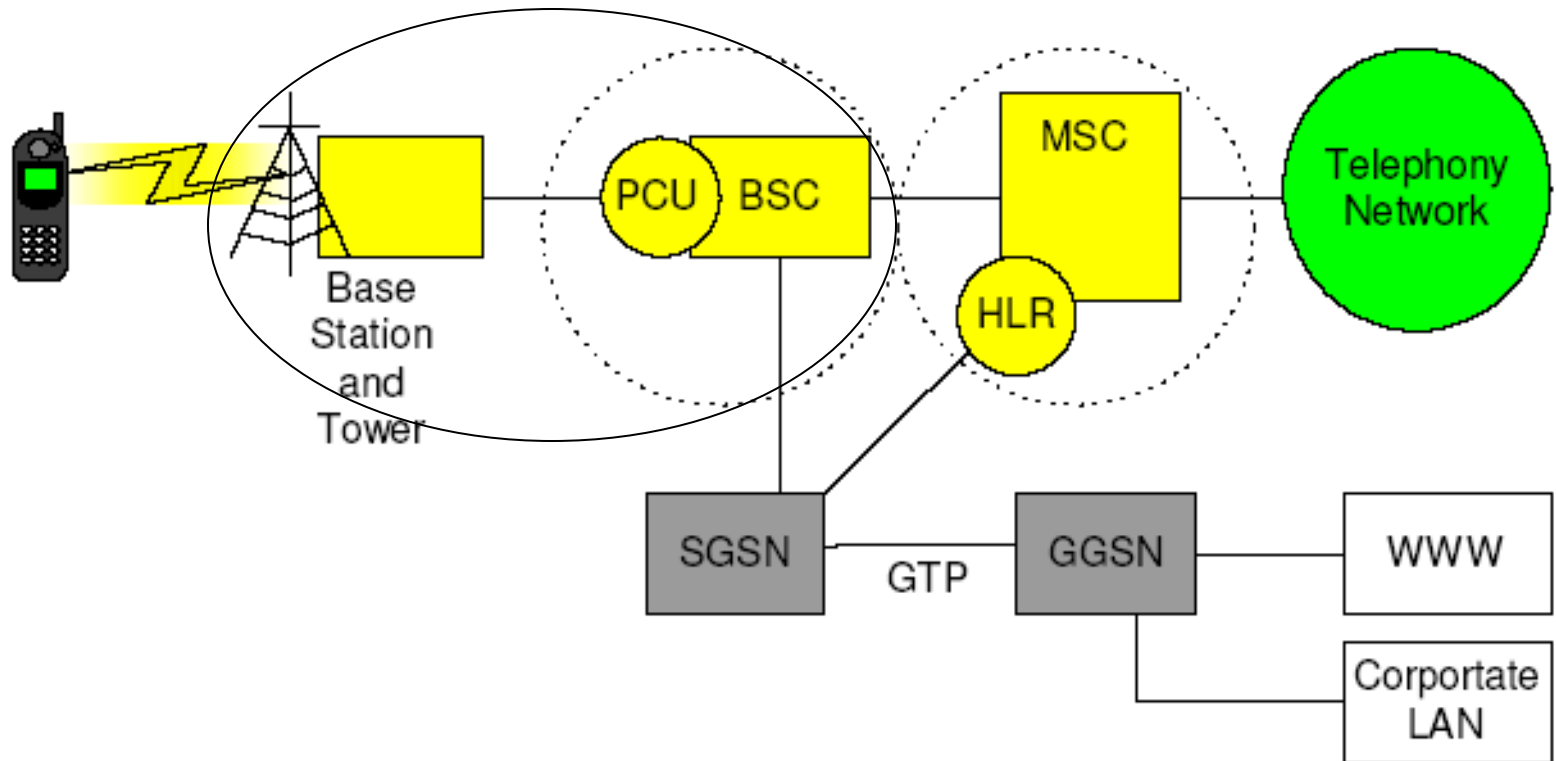 PCU
BSC
MSC
HLR
Telephony
Network
Base
Station
and
Tower
SGSN
GTP
GGSN
WWW
Corportate
LAN